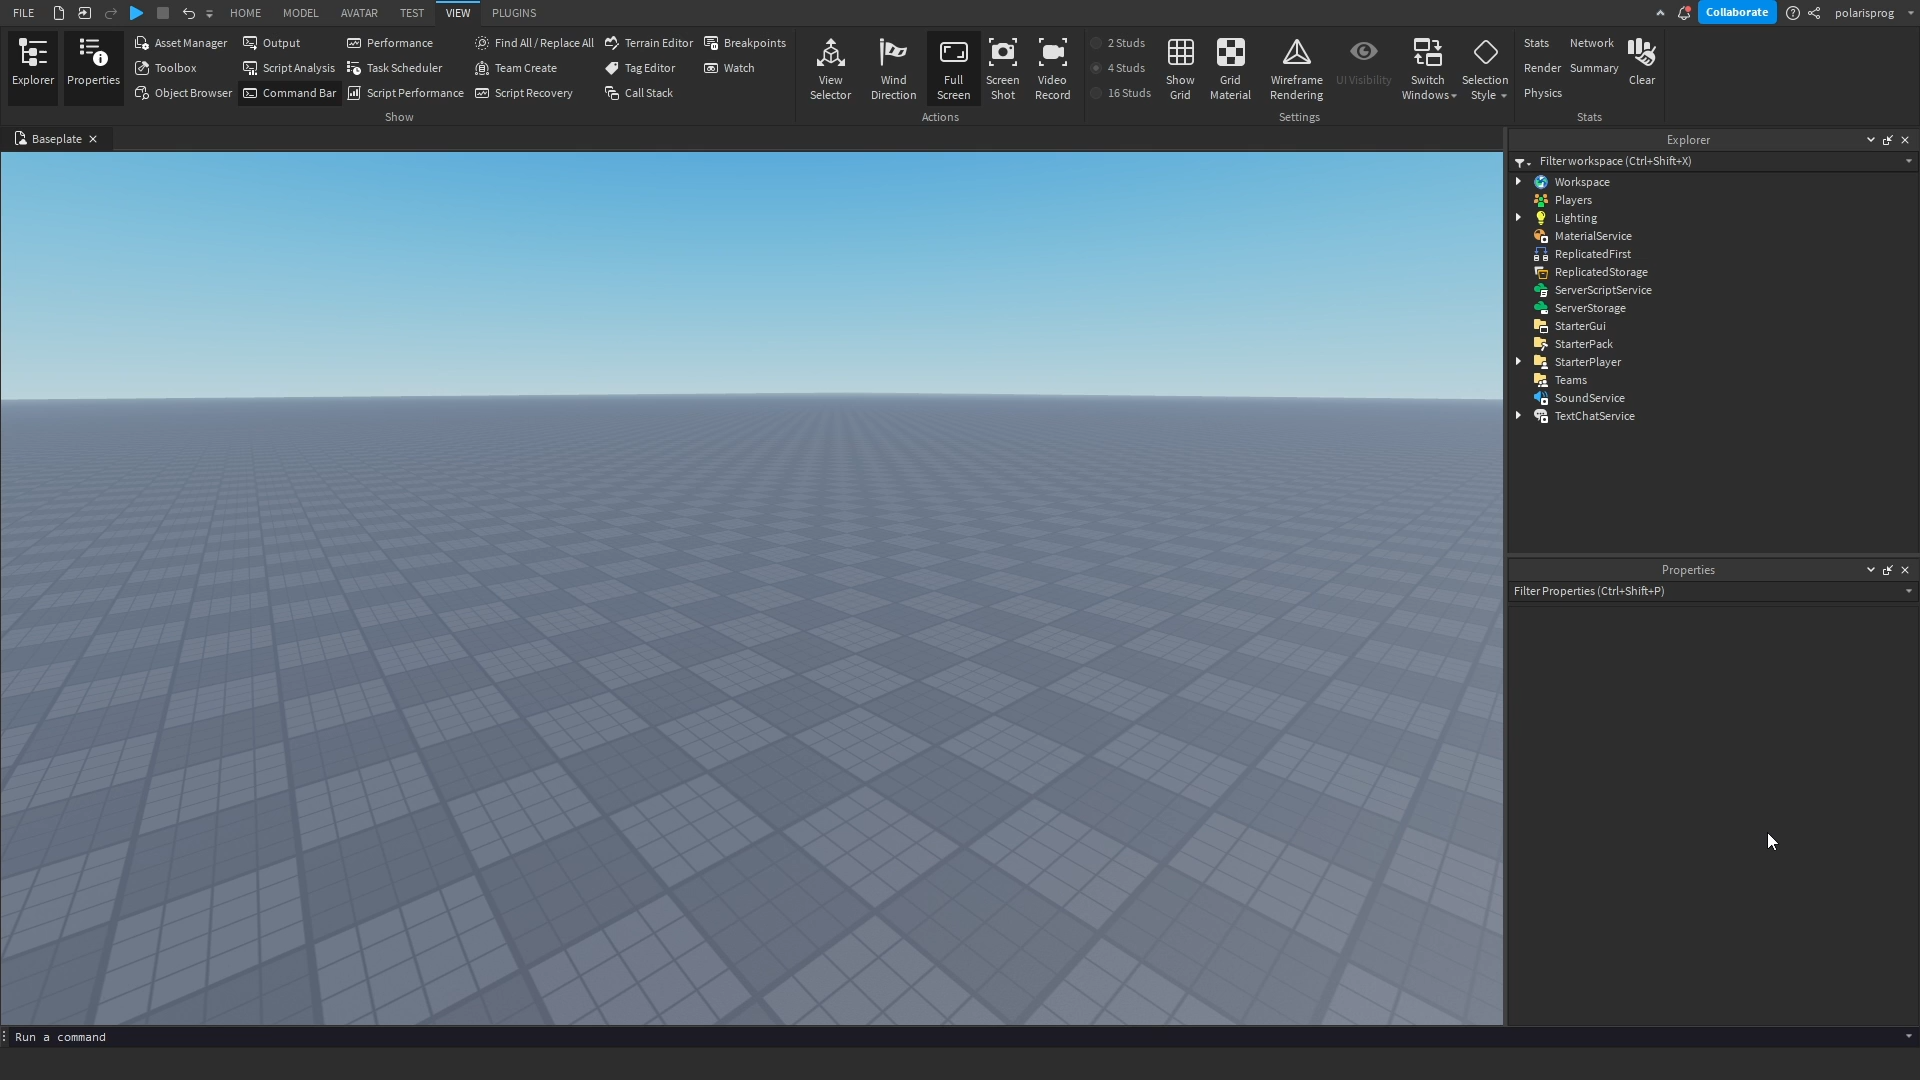 FILE HOME MODEL AVATAR TEST VIEW PLUGINS Collaborate polarisprog
Explorer
Properties
Asset Manager
Toolbox
Object Browser
Output
Script Analysis
Command Bar
Performance
Task Scheduler
Script Performance
Find All / Replace All
Team Create
Script Recovery
Terrain Editor
Tag Editor
Call Stack
Breakpoints
Watch
Show
View
Selector
Wind
Direction
Full
Screen
Screen
Shot
Video
Record
Actions
2 Studs
4 Studs
16 Studs
Show
Grid
Grid
Material
Wireframe
Rendering
UI Visibility
Switch
Windows
Selection
Style
Settings
Stats
Render
Physics
Network
Summary
Clear
Stats
Baseplate
Explorer
Filter workspace (Ctrl+Shift+X)
Workspace
Players
Lighting
MaterialService
ReplicatedFirst
ReplicatedStorage
ServerScriptService
ServerStorage
StarterGui
StarterPack
StarterPlayer
Teams
SoundService
TextChatService
Properties
Filter Properties (Ctrl+Shift+P)
Run a command